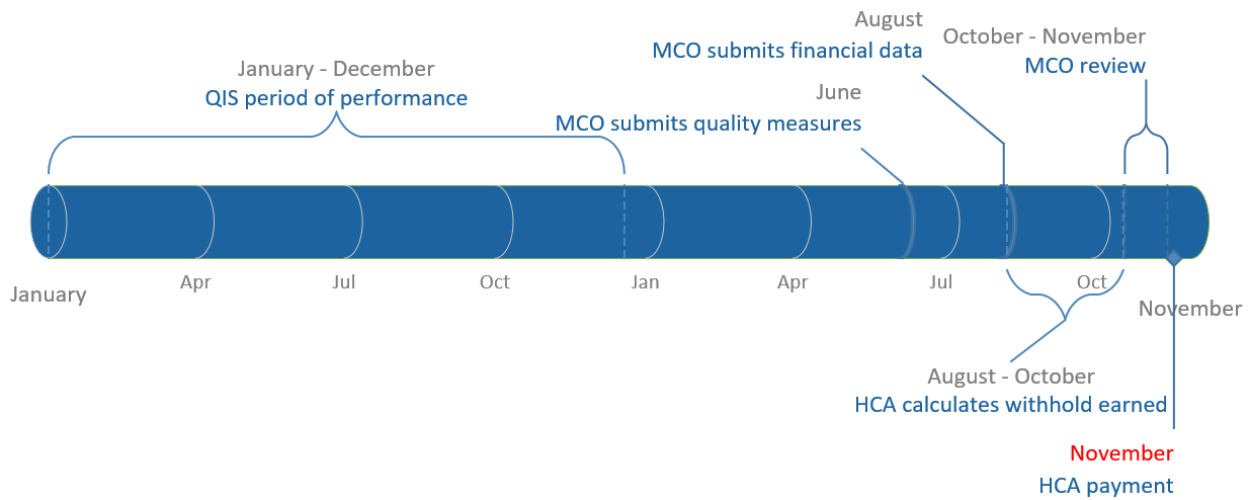 August
MCO submits financial data
October - November
MCO review
January - December
QIS period of performance
June
MCO submits quality measures
January
Apr
Jul
Oct
Jan
Apr
Jul
Oct
November
August - October
HCA calculates withhold earned
November
HCA payment